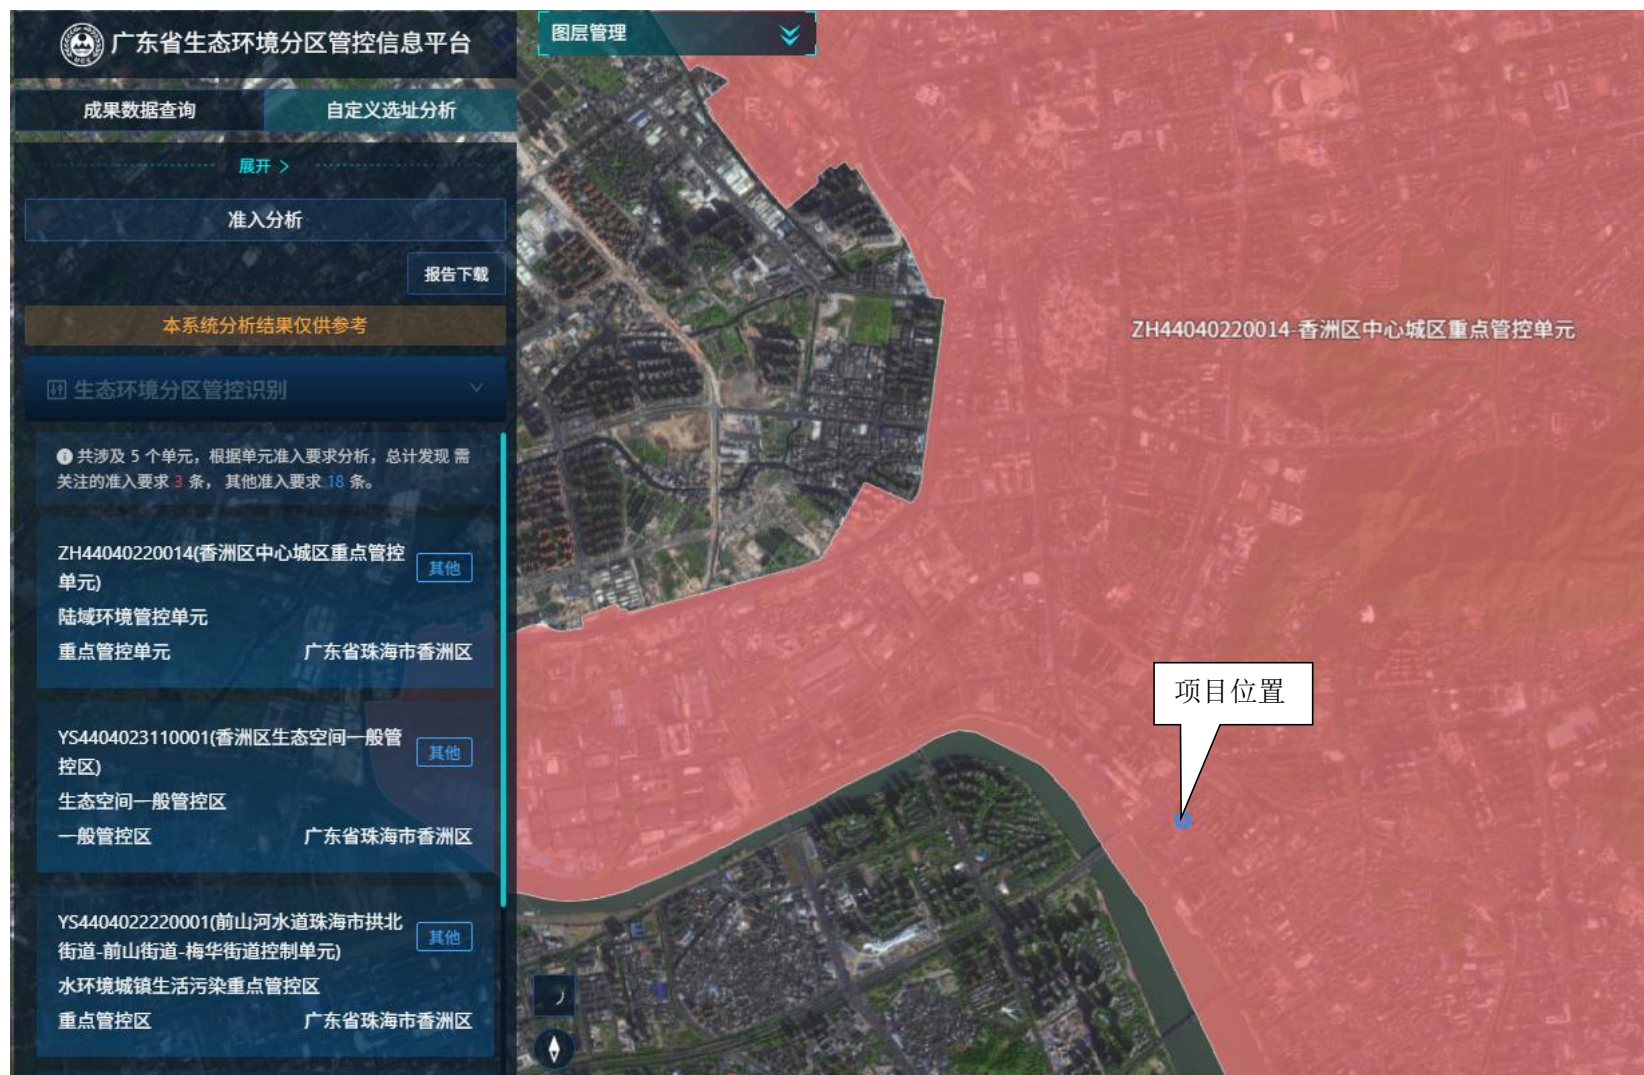 广东省生态环境分区管控信息平台
成果数据查询
自定义选址分析
展开 >
准入分析
报告下载
本系统分析结果仅供参考
生态环境分区管控识别
共涉及 5 个单元，根据单元准入要求分析，总计发现 需
关注的准入要求 3 条， 其他准入要求 18 条。
ZH44040220014(香洲区中心城区重点管控
单元)
其他
陆域环境管控单元
重点管控单元
广东省珠海市香洲区
YS4404023110001(香洲区生态空间一般管
控区)
其他
生态空间一般管控区
一般管控区
广东省珠海市香洲区
YS4404022220001(前山河水道珠海市拱北
街道-前山街道-梅华街道控制单元)
其他
水环境城镇生活污染重点管控区
重点管控区
广东省珠海市香洲区
图层管理
ZH44040220014-香洲区中心城区重点管控单元
项目位置